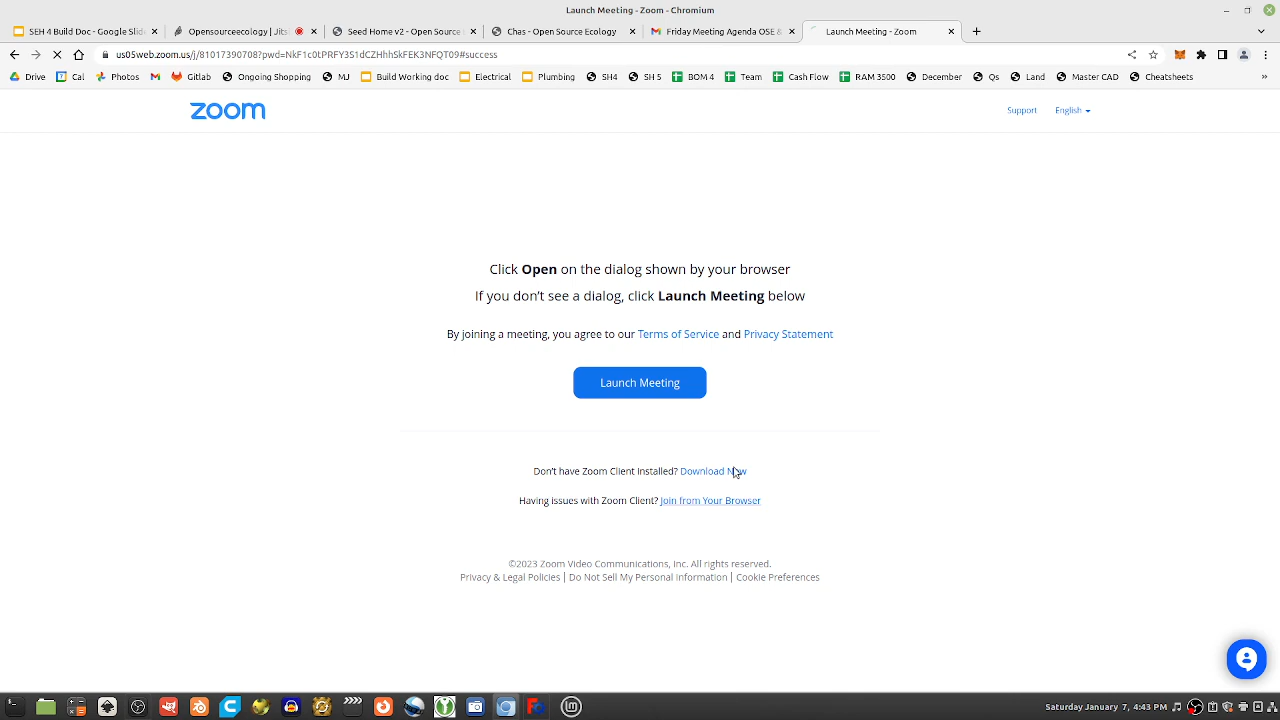 Launch Meeting - Zoom - Chromium
SEH 4 Build Doc - Google Slid
Opensourceecology | Jits
Seed Home v2 - Open Source
Chas - Open Source Ecology
Friday Meeting Agenda OSE &
Launch Meeting - Zoom
us05web.zoom.us/j/81017390708?pwd=NkF1c0tPRFY3S1dCZHhhSkFEK3NFQT09#success
Drive Cal Photos Gitlab Ongoing Shopping MJ Build Working doc Electrical Plumbing SH4 SH 5 BOM 4 Team Cash Flow RAM 3500 December Qs Land Master CAD Cheatsheets »
zoom
Support English
Click Open on the dialog shown by your browser
If you don't see a dialog, click Launch Meeting below
By joining a meeting, you agree to our Terms of Service and Privacy Statement
Launch Meeting
Don't have Zoom Client installed? Download Now
Having issues with Zoom Client? Join from Your Browser
©2023 Zoom Video Communications, Inc. All rights reserved.
Privacy & Legal Policies | Do Not Sell My Personal Information | Cookie Preferences
Saturday January 7, 4:43 PM